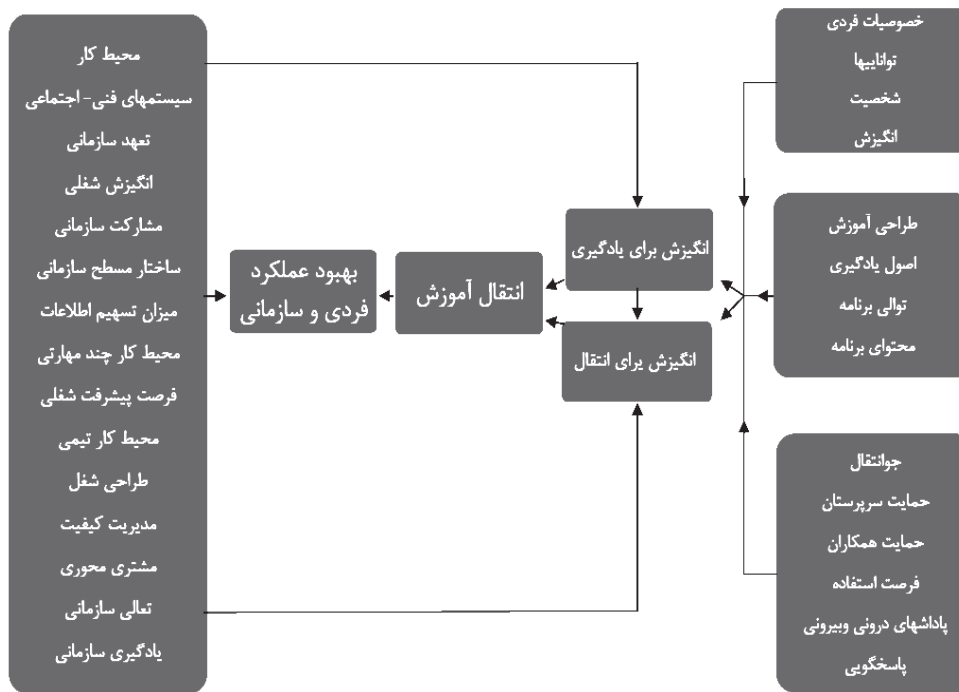 خصوصیات فردی
تواناییها
شخصیت
انگیزش
طراحی آموزش
اصول یادگیری
توالی برنامه
محتوای برنامه
جوانتقال
حمایت سرپرستان
حمایت همکاران
فرصت استفاده
پاداشهای درونی وبیرونی
پاسخگویی
انگیزش برای یادگیری
انگیزش یرای انتقال
انتقال آموزش
بهبود عملکرد
فردی و سازمانی
محیط کار
سیستمهای فنی- اجتماعی
تعهد سازمانی
انگیزش شغلی
مشارکت سازمانی
ساختار مسطح سازمانی
میزان تسهیم اطلاعات
محیط کار چند مهارتی
فرصت پیشرفت شغلی
محیط کار تیمی
طراحی شغل
مدیریت کیفیت
مشتری محوری
تعالی سازمانی
یادگیری سازمانی